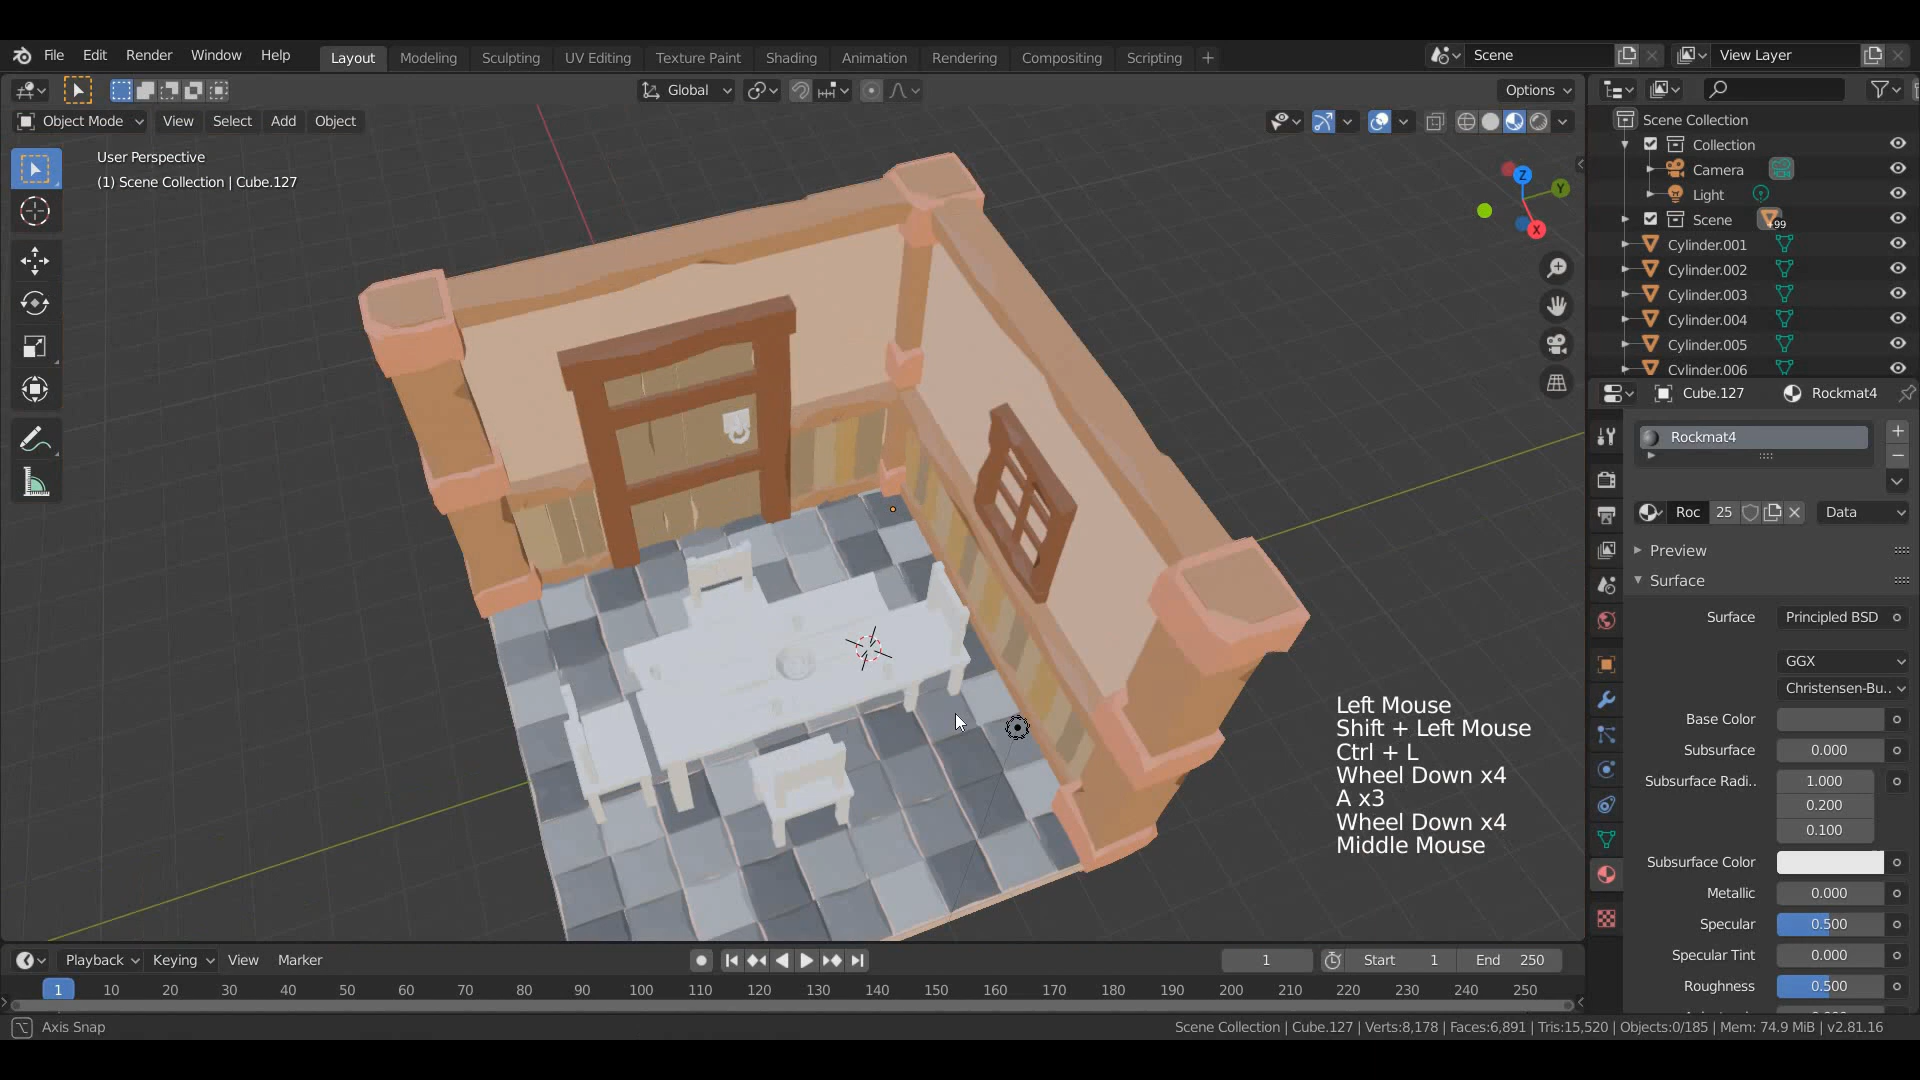 File Edit Render Window Help Layout Modeling Sculpting UV Editing Texture Paint Shading Animation Rendering Compositing Scripting + Scene View Layer
Global Options
Object Mode View Select Add Object
User Perspective
(1) Scene Collection | Cube.127
Z
Y
X
Left Mouse
Shift + Left Mouse
Ctrl + L
Wheel Down x4
A x3
Wheel Down x4
Middle Mouse
Scene Collection
Collection
Camera
Light
Scene +99
Cylinder.001
Cylinder.002
Cylinder.003
Cylinder.004
Cylinder.005
Cylinder.006
Cube.127 Rockmat4
Rockmat4
Roc 25 Data
Preview
Surface
Surface Principled BSD
GGX
Christensen-Bu..
Base Color
Subsurface 0.000
Subsurface Radi.. 1.000
0.200
0.100
Subsurface Color
Metallic 0.000
Specular 0.500
Specular Tint 0.000
Roughness 0.500
Playback Keying View Marker 1 Start 1 End 250
1 10 20 30 40 50 60 70 80 90 100 110 120 130 140 150 160 170 180 190 200 210 220 230 240 250
Axis Snap
Scene Collection | Cube.127 | Verts:8,178 | Faces:6,891 | Tris:15,520 | Objects:0/185 | Mem: 74.9 MiB | v2.81.16